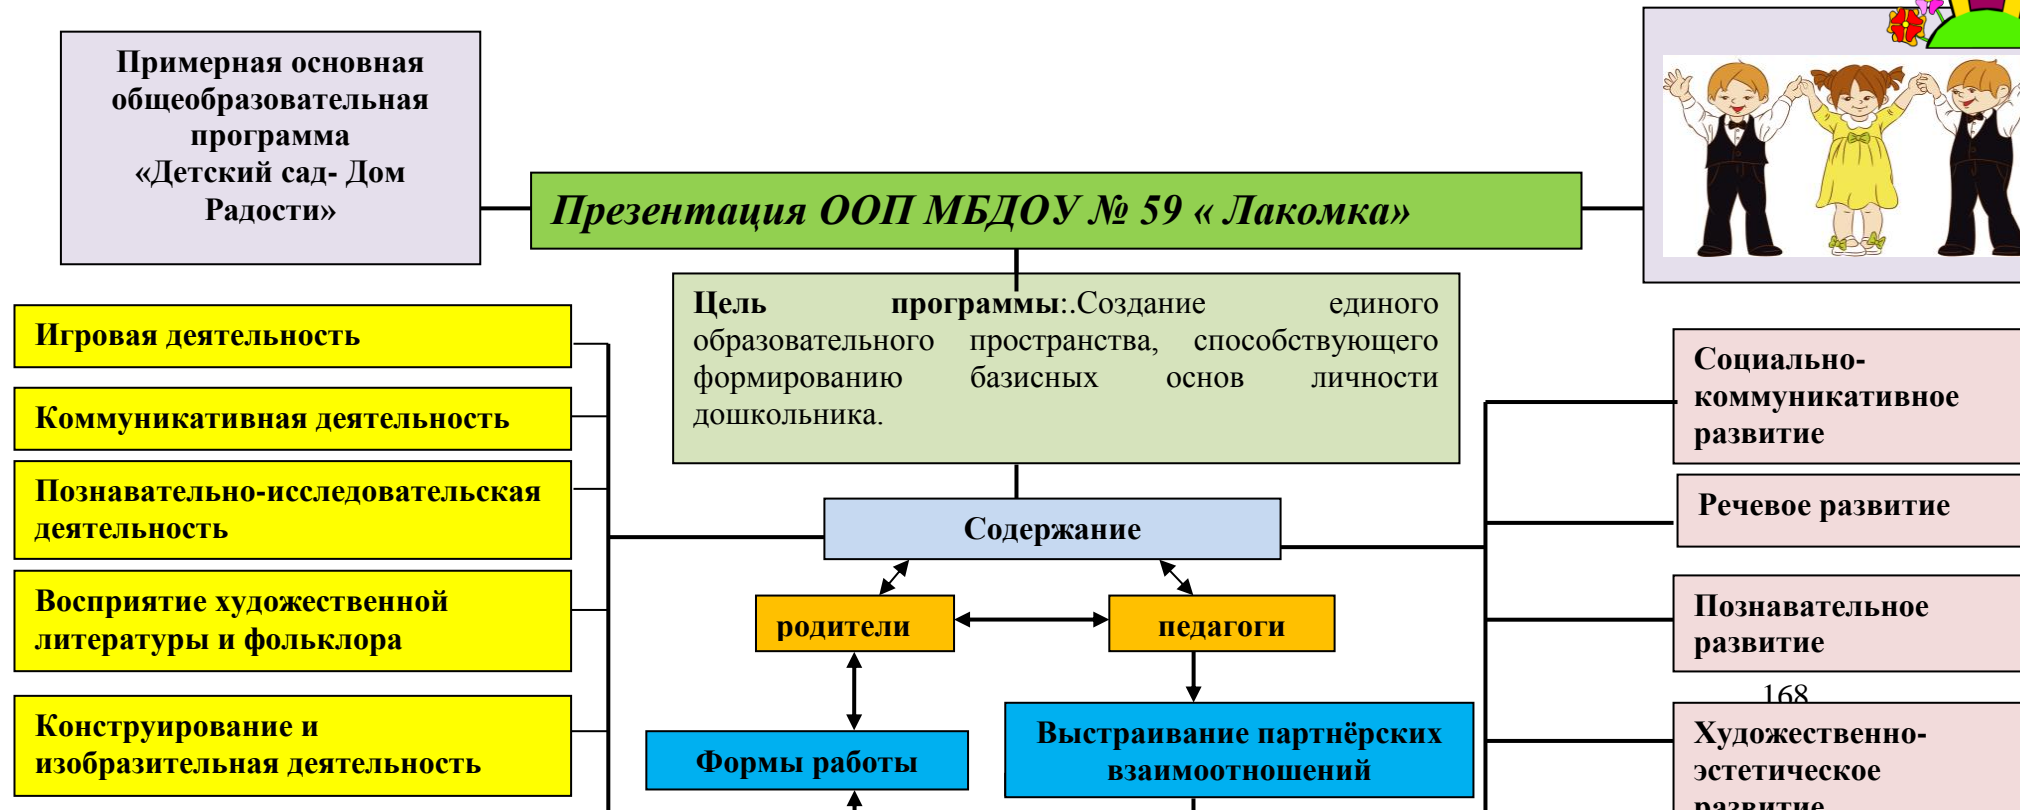 Примерная основная
общеобразовательная
программа
«Детский сад- Дом
Радости»
Презентация ООП МБДОУ № 59 « Лакомка»
Цель программы:.Создание единого
образовательного пространства, способствующего
формированию базисных основ личности
дошкольника.
Игровая деятельность
Коммуникативная деятельность
Познавательно-исследовательская
деятельность
Восприятие художественной
литературы и фольклора
Конструирование и
изобразительная деятельность
Содержание
родители
педагоги
Формы работы
Выстраивание партнёрских
взаимоотношений
Социально-
коммуникативное
развитие
Речевое развитие
Познавательное
развитие
168
Художественно-
эстетическое
развитие